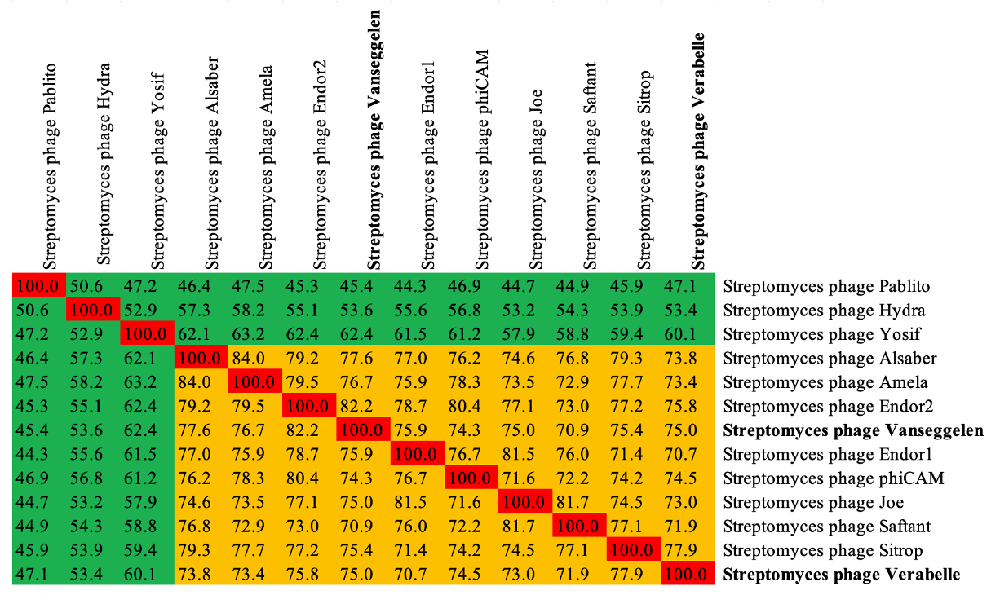 Streptomyces phage Pablito
Streptomyces phage Hydra
Streptomyces phage Yosif
Streptomyces phage Alsaber
Streptomyces phage Amela
Streptomyces phage Endor2
Streptomyces phage Vanseggelen
Streptomyces phage Endor1
Streptomyces phage phiCAM
Streptomyces phage Joe
Streptomyces phage Saftant
Streptomyces phage Sitrop
Streptomyces phage Verabelle
100.0 50.6 47.2 46.4 47.5 45.3 45.4 44.3 46.9 44.7 44.9 45.9 47.1 Streptomyces phage Pablito
50.6 100.0 52.9 57.3 58.2 55.1 53.6 55.6 56.8 53.2 54.3 53.9 53.4 Streptomyces phage Hydra
47.2 52.9 100.0 62.1 63.2 62.4 62.4 61.5 61.2 57.9 58.8 59.4 60.1 Streptomyces phage Yosif
46.4 57.3 62.1 100.0 84.0 79.2 77.6 77.0 76.2 74.6 76.8 79.3 73.8 Streptomyces phage Alsaber
47.5 58.2 63.2 84.0 100.0 79.5 76.7 75.9 78.3 73.5 72.9 77.7 73.4 Streptomyces phage Amela
45.3 55.1 62.4 79.2 79.5 100.0 82.2 78.7 80.4 77.1 73.0 77.2 75.8 Streptomyces phage Endor2
45.4 53.6 62.4 77.6 76.7 82.2 100.0 75.9 74.3 75.0 70.9 75.4 75.0 Streptomyces phage Vanseggelen
44.3 55.6 61.5 77.0 75.9 78.7 75.9 100.0 76.7 81.5 76.0 71.4 70.7 Streptomyces phage Endor1
46.9 56.8 61.2 76.2 78.3 80.4 74.3 76.7 100.0 71.6 72.2 74.2 74.5 Streptomyces phage phiCAM
44.7 53.2 57.9 74.6 73.5 77.1 75.0 81.5 71.6 100.0 81.7 74.5 73.0 Streptomyces phage Joe
44.9 54.3 58.8 76.8 72.9 73.0 70.9 76.0 72.2 81.7 100.0 77.1 71.9 Streptomyces phage Saftant
45.9 53.9 59.4 79.3 77.7 77.2 75.4 71.4 74.2 74.5 77.1 100.0 77.9 Streptomyces phage Sitrop
47.1 53.4 60.1 73.8 73.4 75.8 75.0 70.7 74.5 73.0 71.9 77.9 100.0 Streptomyces phage Verabelle